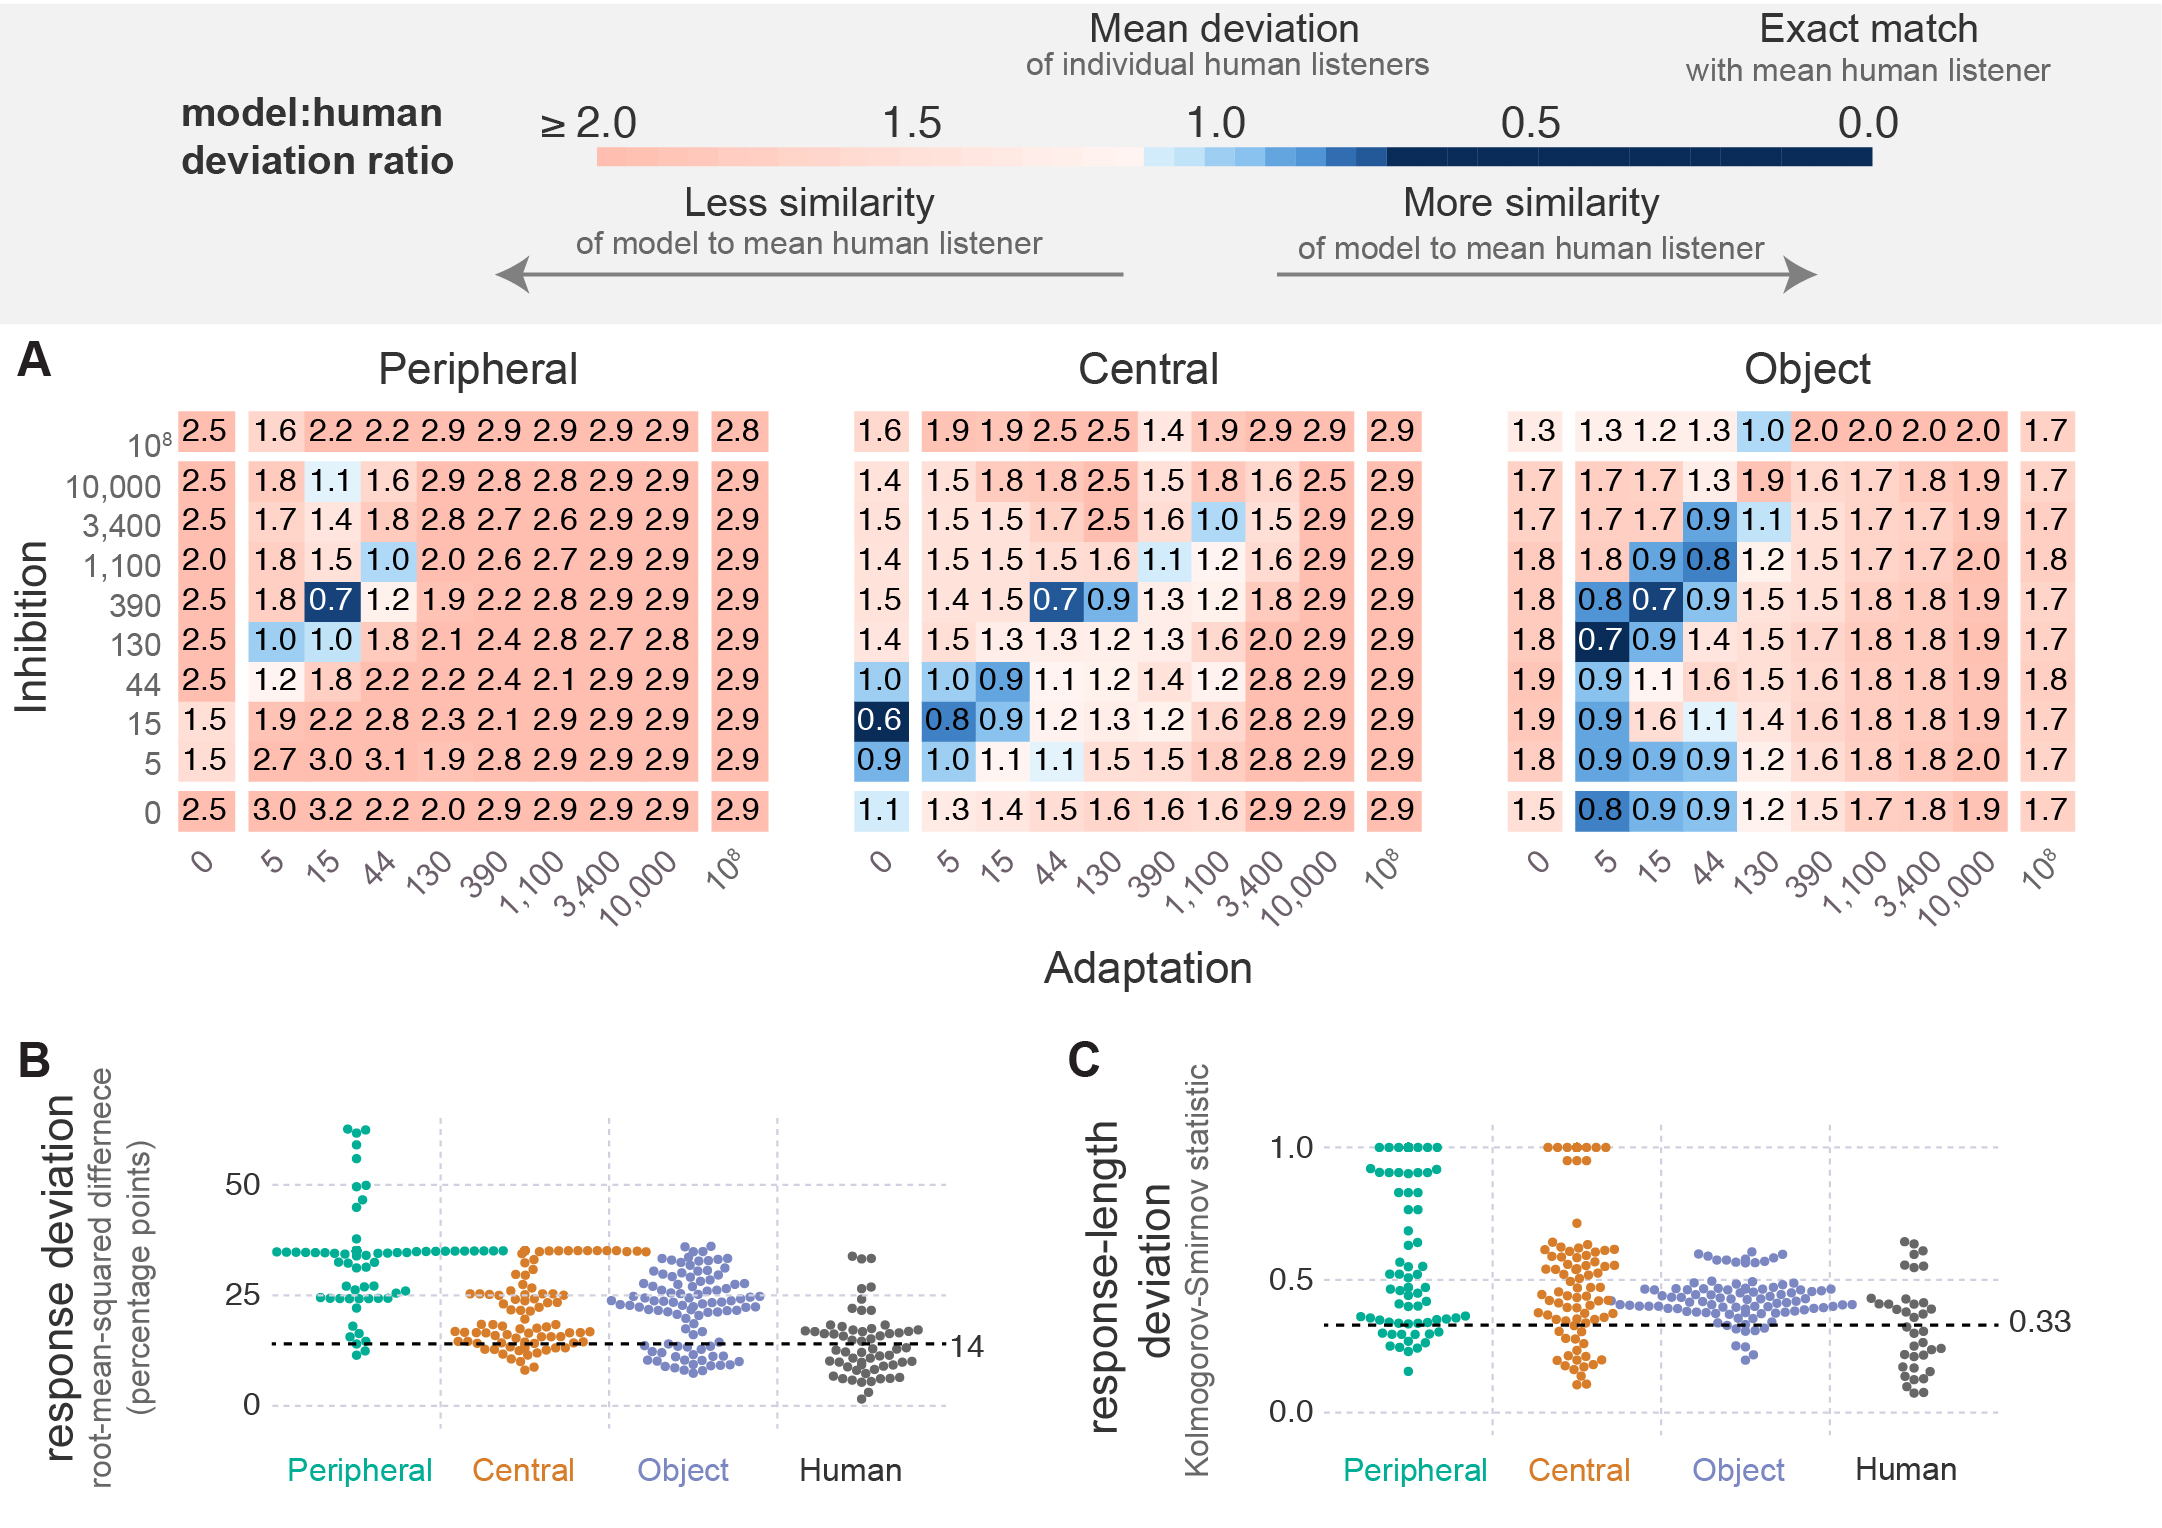 Mean deviation
of individual human listeners
Exact match
with mean human listener
model:human
deviation ratio
≥ 2.0 1.5 1.0 0.5 0.0
Less similarity
of model to mean human listener
More similarity
of model to mean human listener
A
Peripheral Central Object
Inhibition
10⁸ 2.5 1.6 2.2 2.2 2.9 2.9 2.9 2.9 2.9 2.8 1.6 1.9 1.9 2.5 2.5 1.4 1.9 2.9 2.9 2.9 1.3 1.3 1.2 1.3 1.0 2.0 2.0 2.0 2.0 1.7
10,000 2.5 1.8 1.1 1.6 2.9 2.8 2.8 2.9 2.9 2.9 1.4 1.5 1.8 1.8 2.5 1.5 1.8 1.6 2.5 2.9 1.7 1.7 1.7 1.3 1.9 1.6 1.7 1.8 1.9 1.7
3,400 2.5 1.7 1.4 1.8 2.8 2.7 2.6 2.9 2.9 2.9 1.5 1.5 1.5 1.7 2.5 1.6 1.0 1.5 2.9 2.9 1.7 1.7 1.7 0.9 1.1 1.5 1.7 1.7 1.9 1.7
1,100 2.0 1.8 1.5 1.0 2.0 2.6 2.7 2.9 2.9 2.9 1.4 1.5 1.5 1.5 1.6 1.1 1.2 1.6 2.9 2.9 1.8 1.8 0.9 0.8 1.2 1.5 1.7 1.7 2.0 1.8
390 2.5 1.8 0.7 1.2 1.9 2.2 2.8 2.9 2.9 2.9 1.5 1.4 1.5 0.7 0.9 1.3 1.2 1.8 2.9 2.9 1.8 0.8 0.7 0.9 1.5 1.5 1.8 1.8 1.9 1.7
130 2.5 1.0 1.0 1.8 2.1 2.4 2.8 2.7 2.8 2.9 1.4 1.5 1.3 1.3 1.2 1.3 1.6 2.0 2.9 2.9 1.8 0.7 0.9 1.4 1.5 1.7 1.8 1.8 1.9 1.7
44 2.5 1.2 1.8 2.2 2.2 2.4 2.1 2.9 2.9 2.9 1.0 1.0 0.9 1.1 1.2 1.4 1.2 2.8 2.9 2.9 1.9 0.9 1.1 1.6 1.5 1.6 1.8 1.8 1.9 1.8
15 1.5 1.9 2.2 2.8 2.3 2.1 2.9 2.9 2.9 2.9 0.6 0.8 0.9 1.2 1.3 1.2 1.6 2.8 2.9 2.9 1.9 0.9 1.6 1.1 1.4 1.6 1.8 1.8 1.9 1.7
5 1.5 2.7 3.0 3.1 1.9 2.8 2.9 2.9 2.9 2.9 0.9 1.0 1.1 1.1 1.5 1.5 1.8 2.8 2.9 2.9 1.8 0.9 0.9 0.9 1.2 1.6 1.8 1.8 2.0 1.7
0 2.5 3.0 3.2 2.2 2.0 2.9 2.9 2.9 2.9 2.9 1.1 1.3 1.4 1.5 1.6 1.6 1.6 2.9 2.9 2.9 1.5 0.8 0.9 0.9 1.2 1.5 1.7 1.8 1.9 1.7
0 5 15 44 130 390 1,100 3,400 10,000 10⁸ 0 5 15 44 130 390 1,100 3,400 10,000 10⁸ 0 5 15 44 130 390 1,100 3,400 10,000 10⁸
Adaptation
B
response deviation
root-mean-squared differnece
(percentage points)
50
25
14
0
Peripheral Central Object Human
C
response-length
deviation
Kolmogorov-Smirnov statistic
1.0
0.5
0.33
0.0
Peripheral Central Object Human